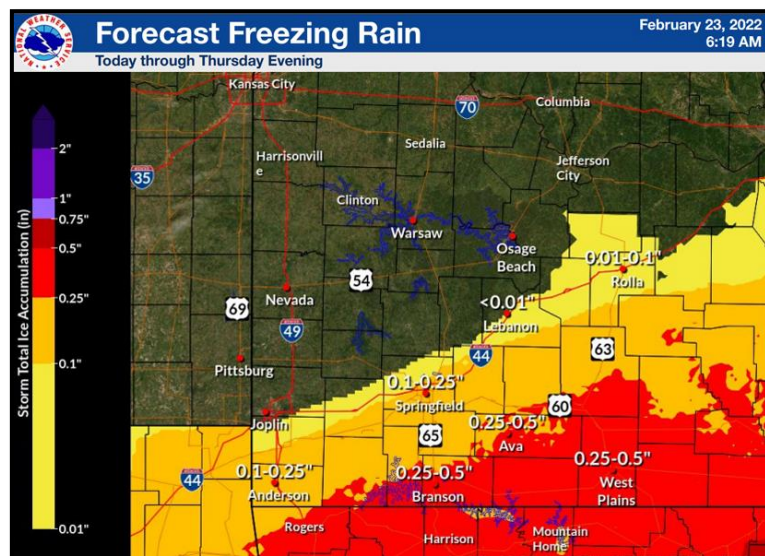 NATIONAL WEATHER SERVICE
Forecast Freezing Rain
February 23, 2022
6:19 AM
Today through Thursday Evening
Storm Total Ice Accumulation (in)
2"
1"
0.75"
0.5"
0.25"
0.1"
0.01"
Kansas City
70
Columbia
35
Harrisonvill
e
Sedalia
Jefferson
City
Clinton
Warsaw
Osage
Beach
0.01-0.1"
Rolla
54
Nevada
69
<0.01"
Lebanon
49
44
63
Pittsburg
0.1-0.25"
Springfield
60
Joplin
65
0.25-0.5"
Ava
44
0.1-0.25"
Anderson
0.25-0.5"
Branson
0.25-0.5"
West
Plains
Rogers
Harrison
Mountain
Home